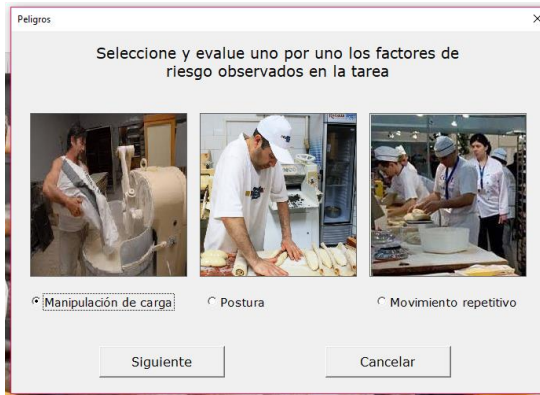 Peligros
Seleccione y evalue uno por uno los factores de
riesgo observados en la tarea
Manipulación de carga
Postura
Movimiento repetitivo
Siguiente
Cancelar